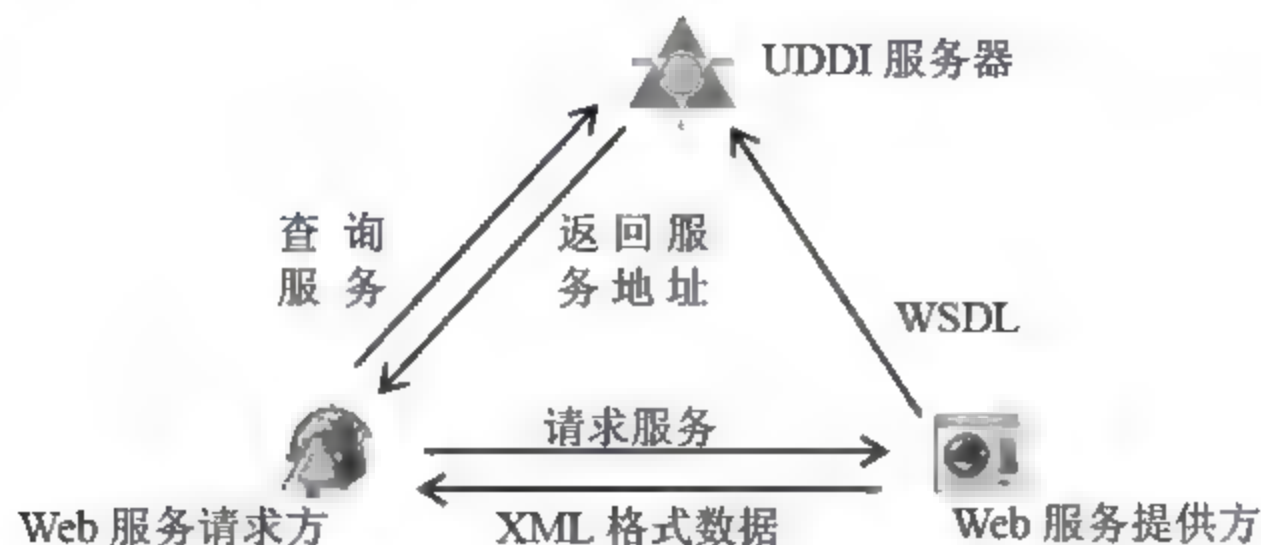 UDDI 服务器
查 询
服 务
返 回 服
务 地 址
WSDL
请求服务
XML 格式数据
Web 服务请求方
Web 服务提供方